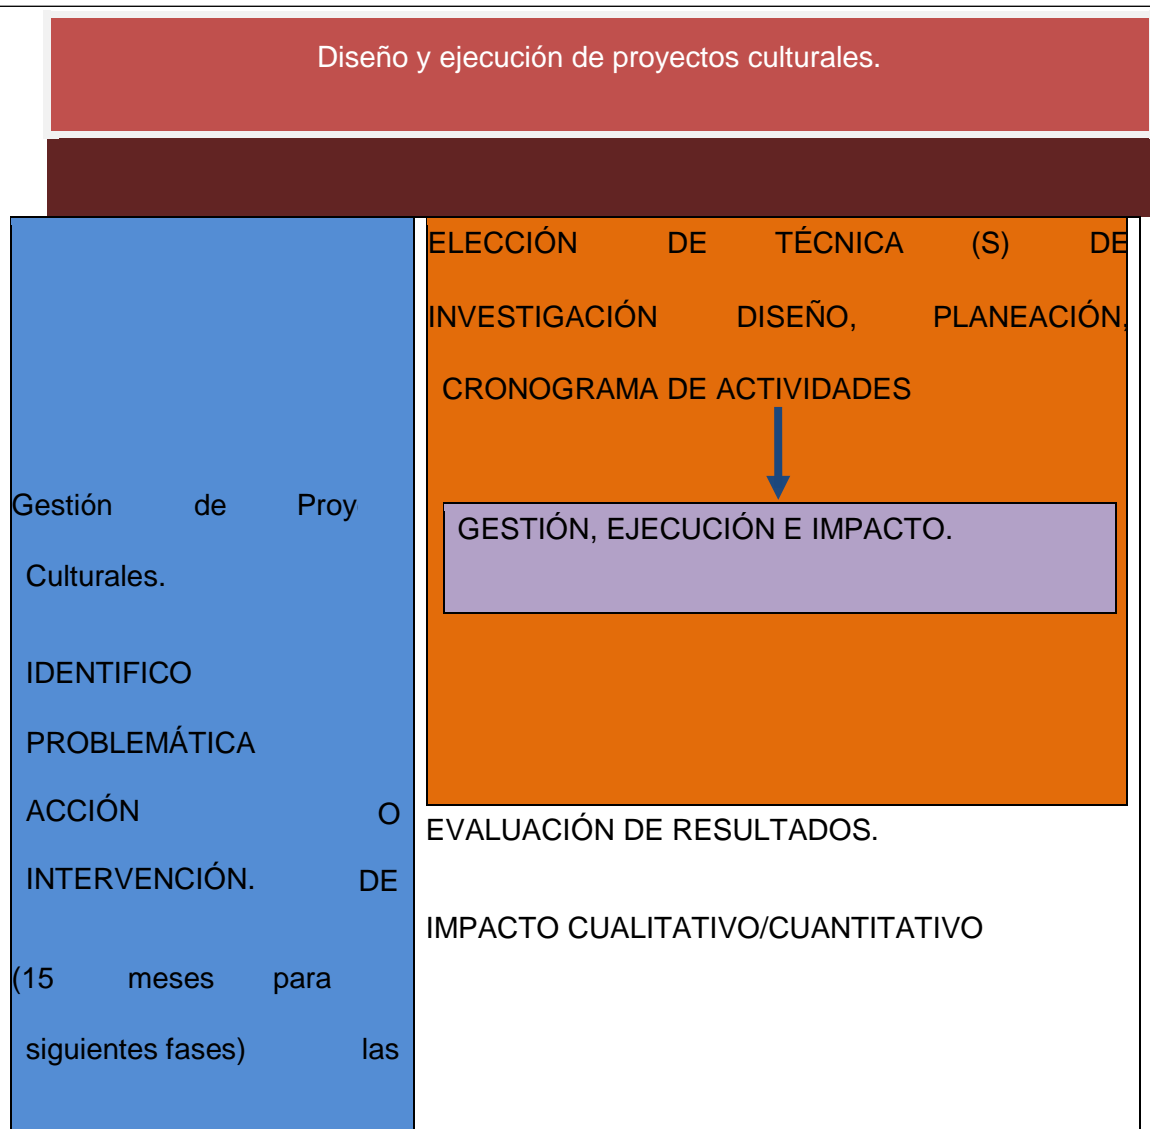 Diseño y ejecución de proyectos culturales.
Gestión de Proy
Culturales.
IDENTIFICO
PROBLEMÁTICA
ACCIÓN O
INTERVENCIÓN. DE
(15 meses para
siguientes fases) las
ELECCIÓN DE TÉCNICA (S) DE
INVESTIGACIÓN DISEÑO, PLANEACIÓN,
CRONOGRAMA DE ACTIVIDADES
GESTIÓN, EJECUCIÓN E IMPACTO.
EVALUACIÓN DE RESULTADOS.
IMPACTO CUALITATIVO/CUANTITATIVO